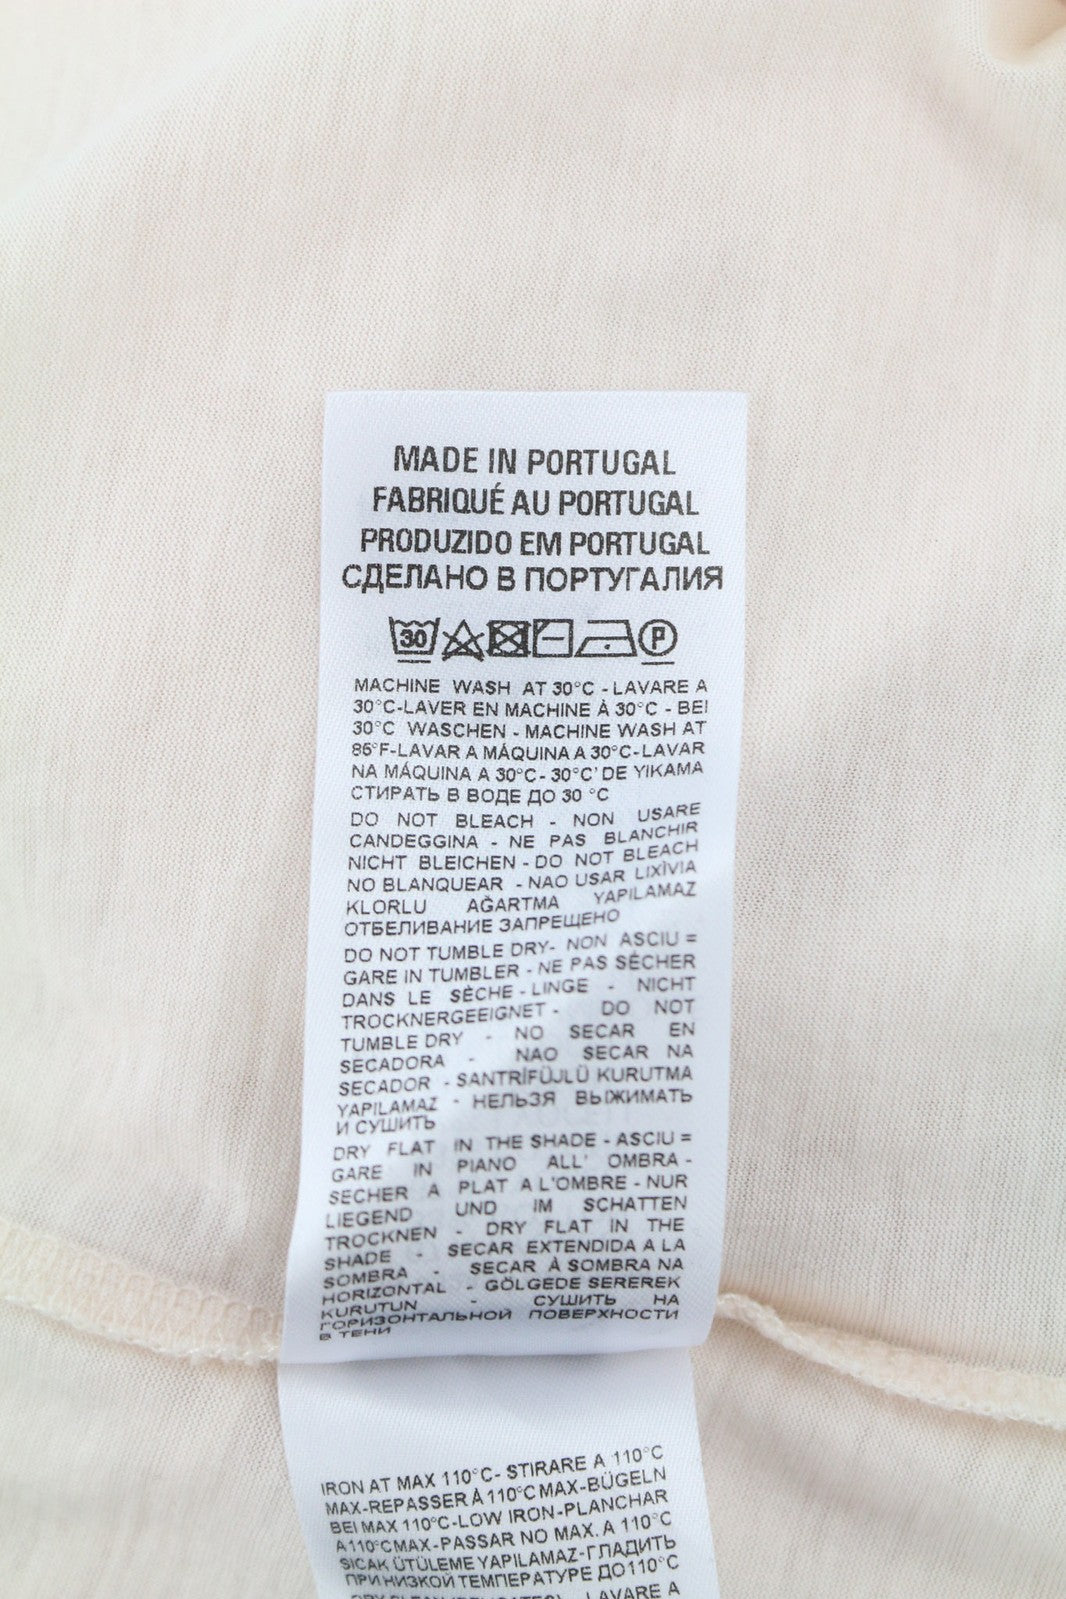 MADE IN PORTUGAL
FABRIQUÉ AU PORTUGAL
PRODUZIDO EM PORTUGAL
СДЕЛАНО В ПОРТУГАЛИЯ
30 P
MACHINE WASH AT 30°C - LAVARE A
30°C-LAVER EN MACHINE À 30°C - BEI
30°C WASCHEN - MACHINE WASH AT
86°F-LAVAR A MÁQUINA A 30°C-LAVAR
NA MÁQUINA A 30°C- 30°C' DE YIKAMA
СТИРАТЬ В ВОДЕ ДО 30 °C
DO NOT BLEACH - NON USARE
CANDEGGINA - NE PAS BLANCHIR
NICHT BLEICHEN - DO NOT BLEACH
NO BLANQUEAR - NAO USAR LIXÍVIA
KLORLU AĞARTMA YAPILAMAZ
ОТБЕЛИВАНИЕ ЗАПРЕЩЕНО
DO NOT TUMBLE DRY- NON ASCIU =
GARE IN TUMBLER - NE PAS SÉCHER
DANS LE SÈCHE - LINGE - NICHT
TROCKNERGEEIGNET - DO NOT
TUMBLE DRY - NO SECAR EN
SECADORA - NAO SECAR NA
SECADOR - SANTRİFÜJLÜ KURUTMA
YAPILAMAZ - НЕЛЬЗЯ ВЫЖИМАТЬ
И СУШИТЬ
DRY FLAT IN THE SHADE - ASCIU =
GARE IN PIANO ALL' OMBRA -
SECHER A PLAT A L'OMBRE - NUR
LIEGEND UND IM SCHATTEN
TROCKNEN - DRY FLAT IN THE
SHADE - SECAR EXTENDIDA A LA
SOMBRA - SECAR À SOMBRA NA
HORIZONTAL - GÖLGEDE SEREREK
KURUTUN - СУШИТЬ НА
ГОРИЗОНТАЛЬНОЙ ПОВЕРХНОСТИ
В ТЕНИ
IRON AT MAX 110°C- STIRARE A 110°C
MAX-REPASSER À 110°C MAX-BÜGELN
BEI MAX 110°C-LOW IRON-PLANCHAR
A 110°C MAX-PASSAR NO MAX. A 110°C
SICAK ÜTÜLEME YAPILAMAZ-ГЛАДИТЬ
ПРИ НИЗКОЙ ТЕМПЕРАТУРЕ ДО 110°C
LAVARE A